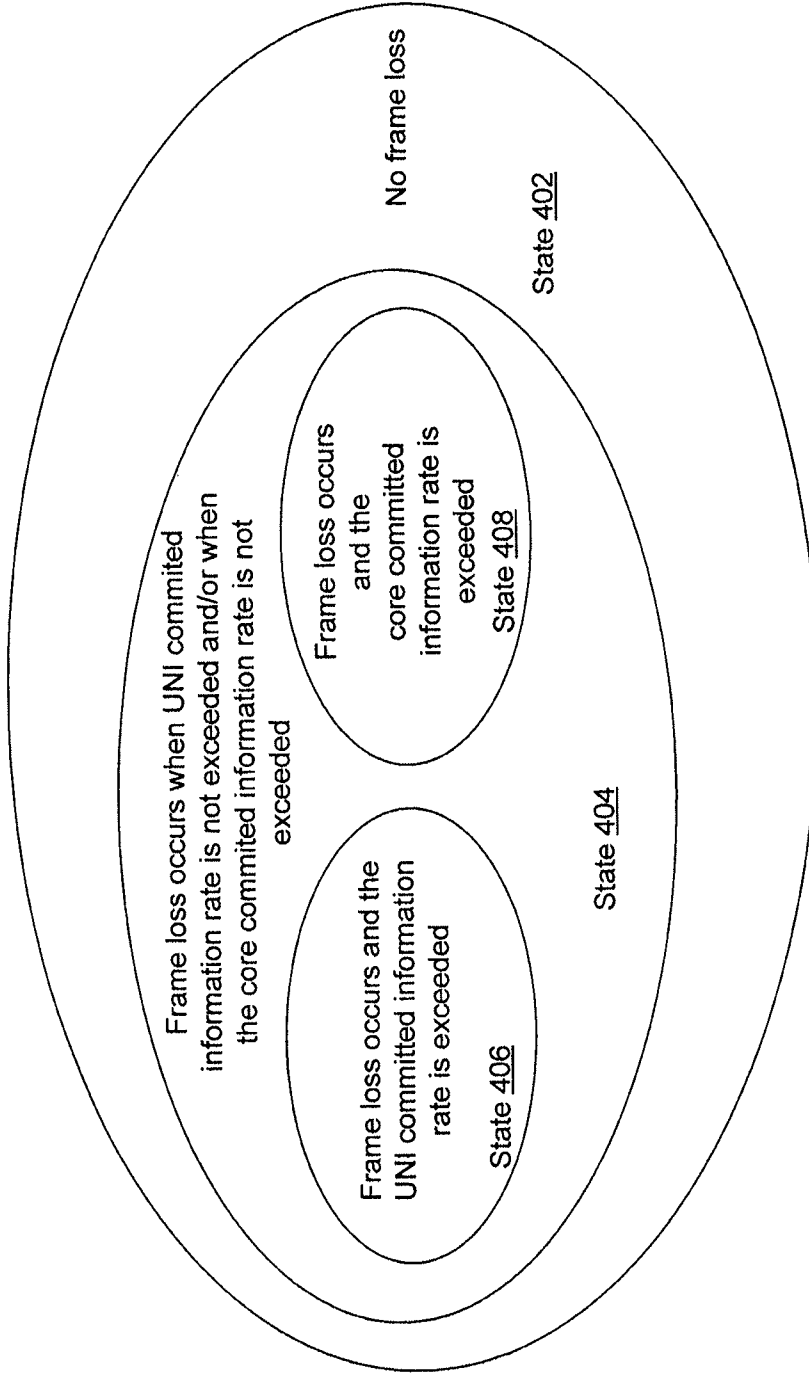 No frame loss
State 402
Frame loss occurs when UNI commited
information rate is not exceeded and/or when
the core commited information rate is not
exceeded
State 404
Frame loss occurs and the
UNI committed information
rate is exceeded
State 406
Frame loss occurs
and the
core committed
information rate is
exceeded
State 408